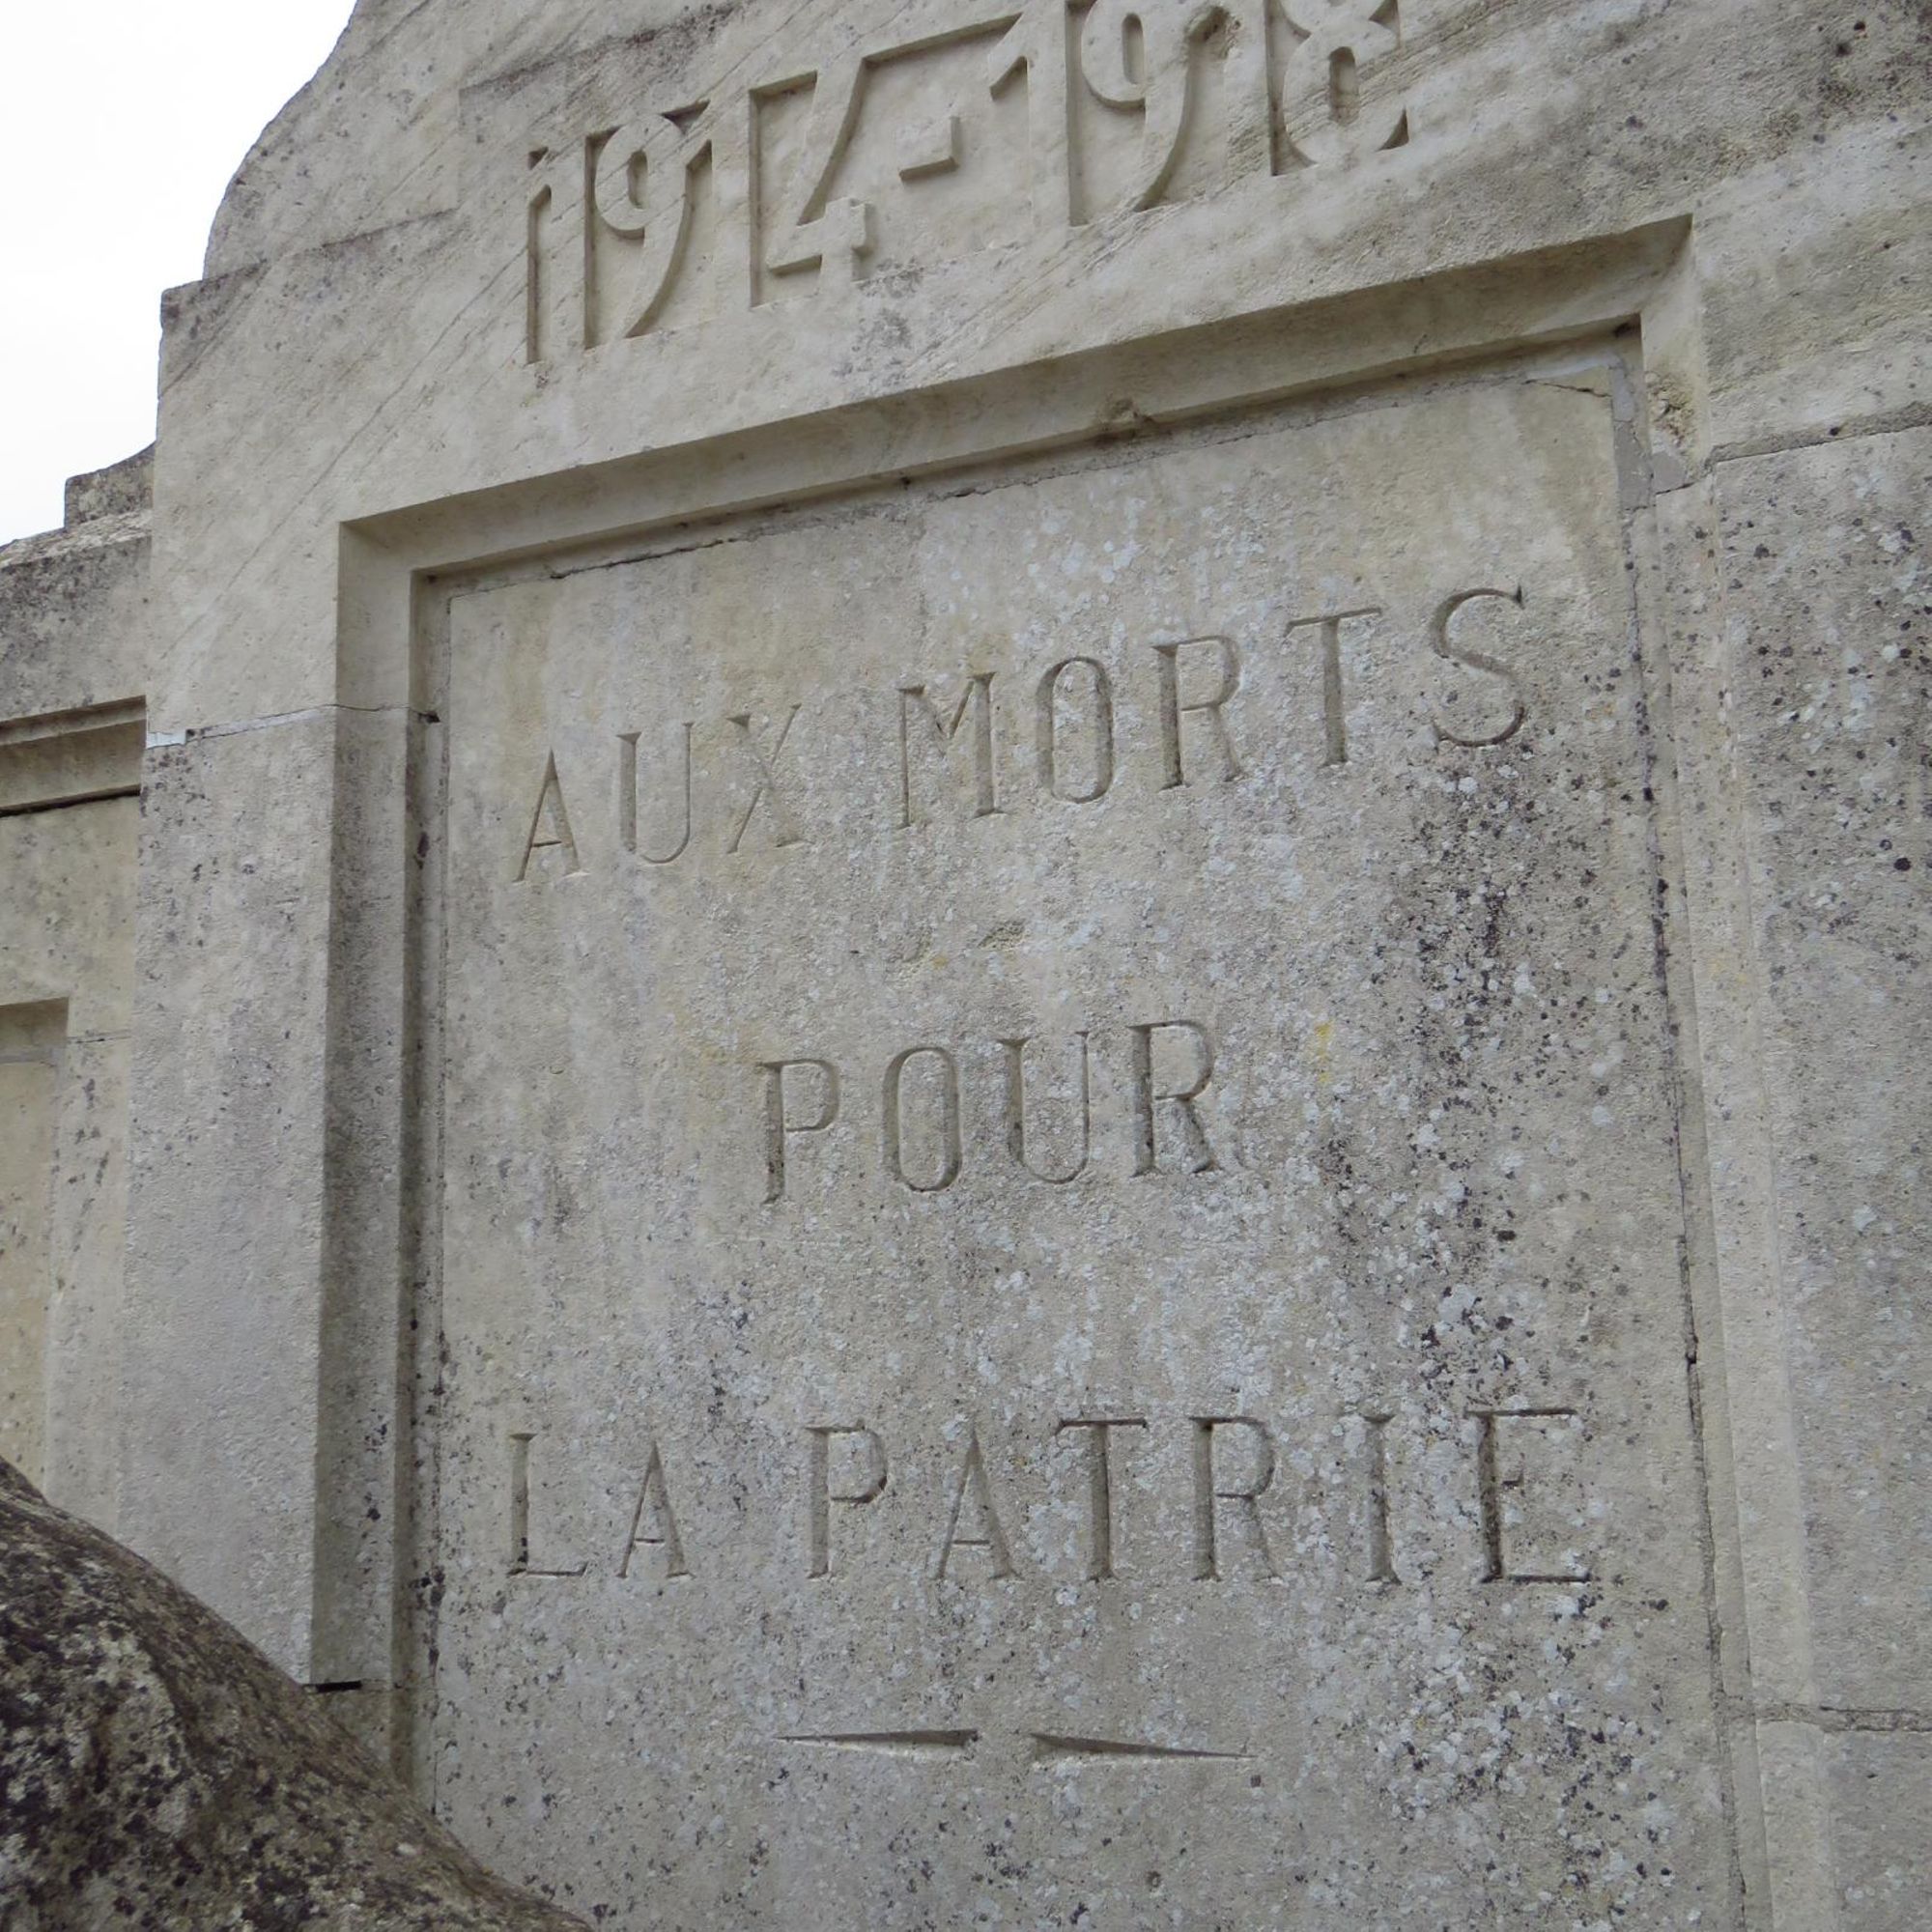 1914-1918
AUX MORTS
POUR
LA PATRIE